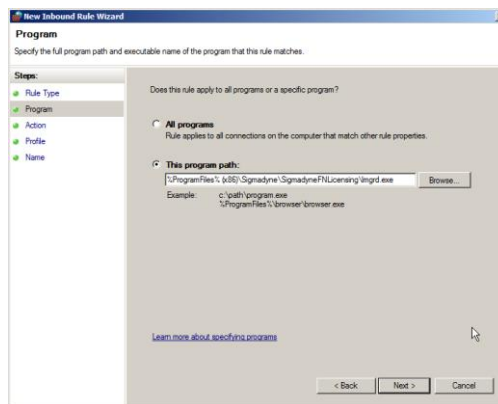 New Inbound Rule Wizard
Program
Specify the full program path and executable name of the program that this rule matches.
Steps:
Rule Type
Program
Action
Profile
Name
Does this rule apply to all programs or a specific program?
All programs
Rule applies to all connections on the computer that match other rule properties.
This program path:
%ProgramFiles% (x86)\Sigmadyne\SigmadyneFNLicensing\lmgrd.exe
Browse...
Example: c:\path\program.exe
%ProgramFiles%\browser\browser.exe
Learn more about specifying programs
< Back
Next >
Cancel